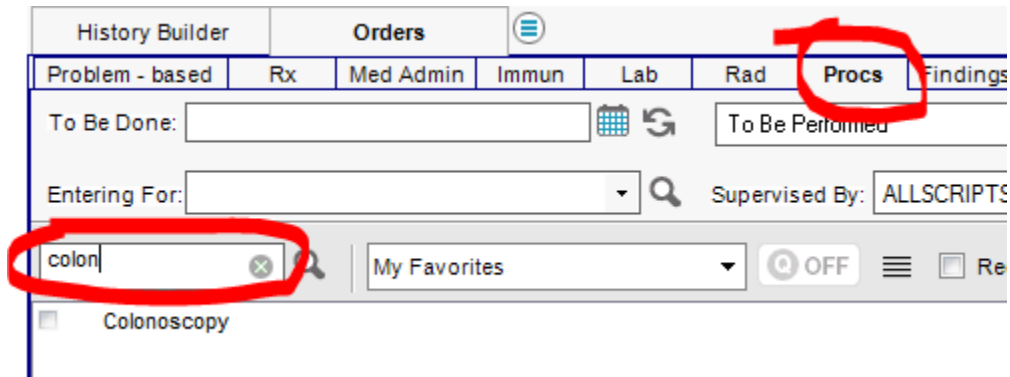 History Builder Orders
Problem - based Rx Med Admin Immun Lab Rad Procs Findings
To Be Done: To Be Performed
Entering For: Supervised By: ALLSCRIPTS
colon My Favorites Q OFF Re
Colonoscopy